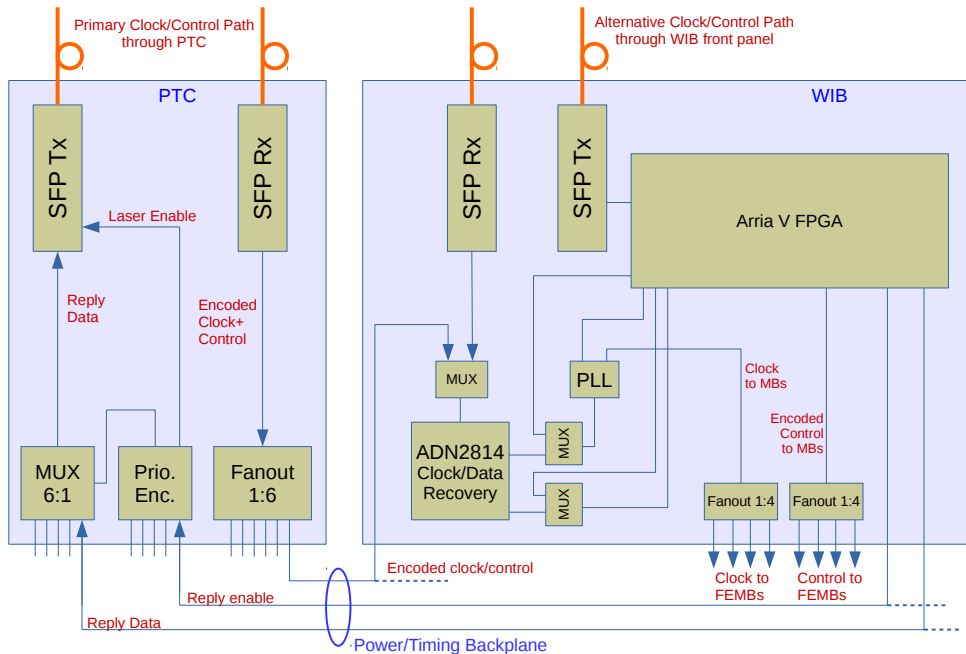 Primary Clock/Control Path
through PTC
Alternative Clock/Control Path
through WIB front panel
PTC
WIB
SFP Tx
SFP Rx
SFP Rx
SFP Tx
Arria V FPGA
Laser Enable
Reply
Data
Encoded
Clock+
Control
MUX
PLL
Clock
to MBs
Encoded
Control
to MBs
MUX
6:1
Prio.
Enc.
Fanout
1:6
ADN2814
Clock/Data
Recovery
MUX
MUX
Fanout 1:4
Fanout 1:4
Encoded clock/control
Clock to
FEMBs
Control to
FEMBs
Reply enable
Reply Data
Power/Timing Backplane